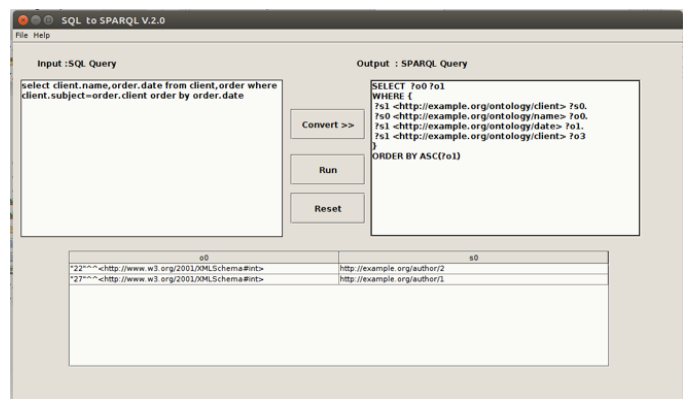 SQL to SPARQL V.2.0
File Help
Input :SQL Query
Output : SPARQL Query
select client.name,order.date from client,order where
client.subject=order.client order by order.date
Convert >>
Run
Reset
SELECT ?o0 ?o1
WHERE {
?s1 <http://example.org/ontology/client> ?s0.
?s0 <http://example.org/ontology/name> ?o0.
?s1 <http://example.org/ontology/date> ?o1.
?s1 <http://example.org/ontology/client> ?o3
}
ORDER BY ASC(?o1)
o0 s0
"22"^^<http://www.w3.org/2001/XMLSchema#int> http://example.org/author/2
"27"^^<http://www.w3.org/2001/XMLSchema#int> http://example.org/author/1